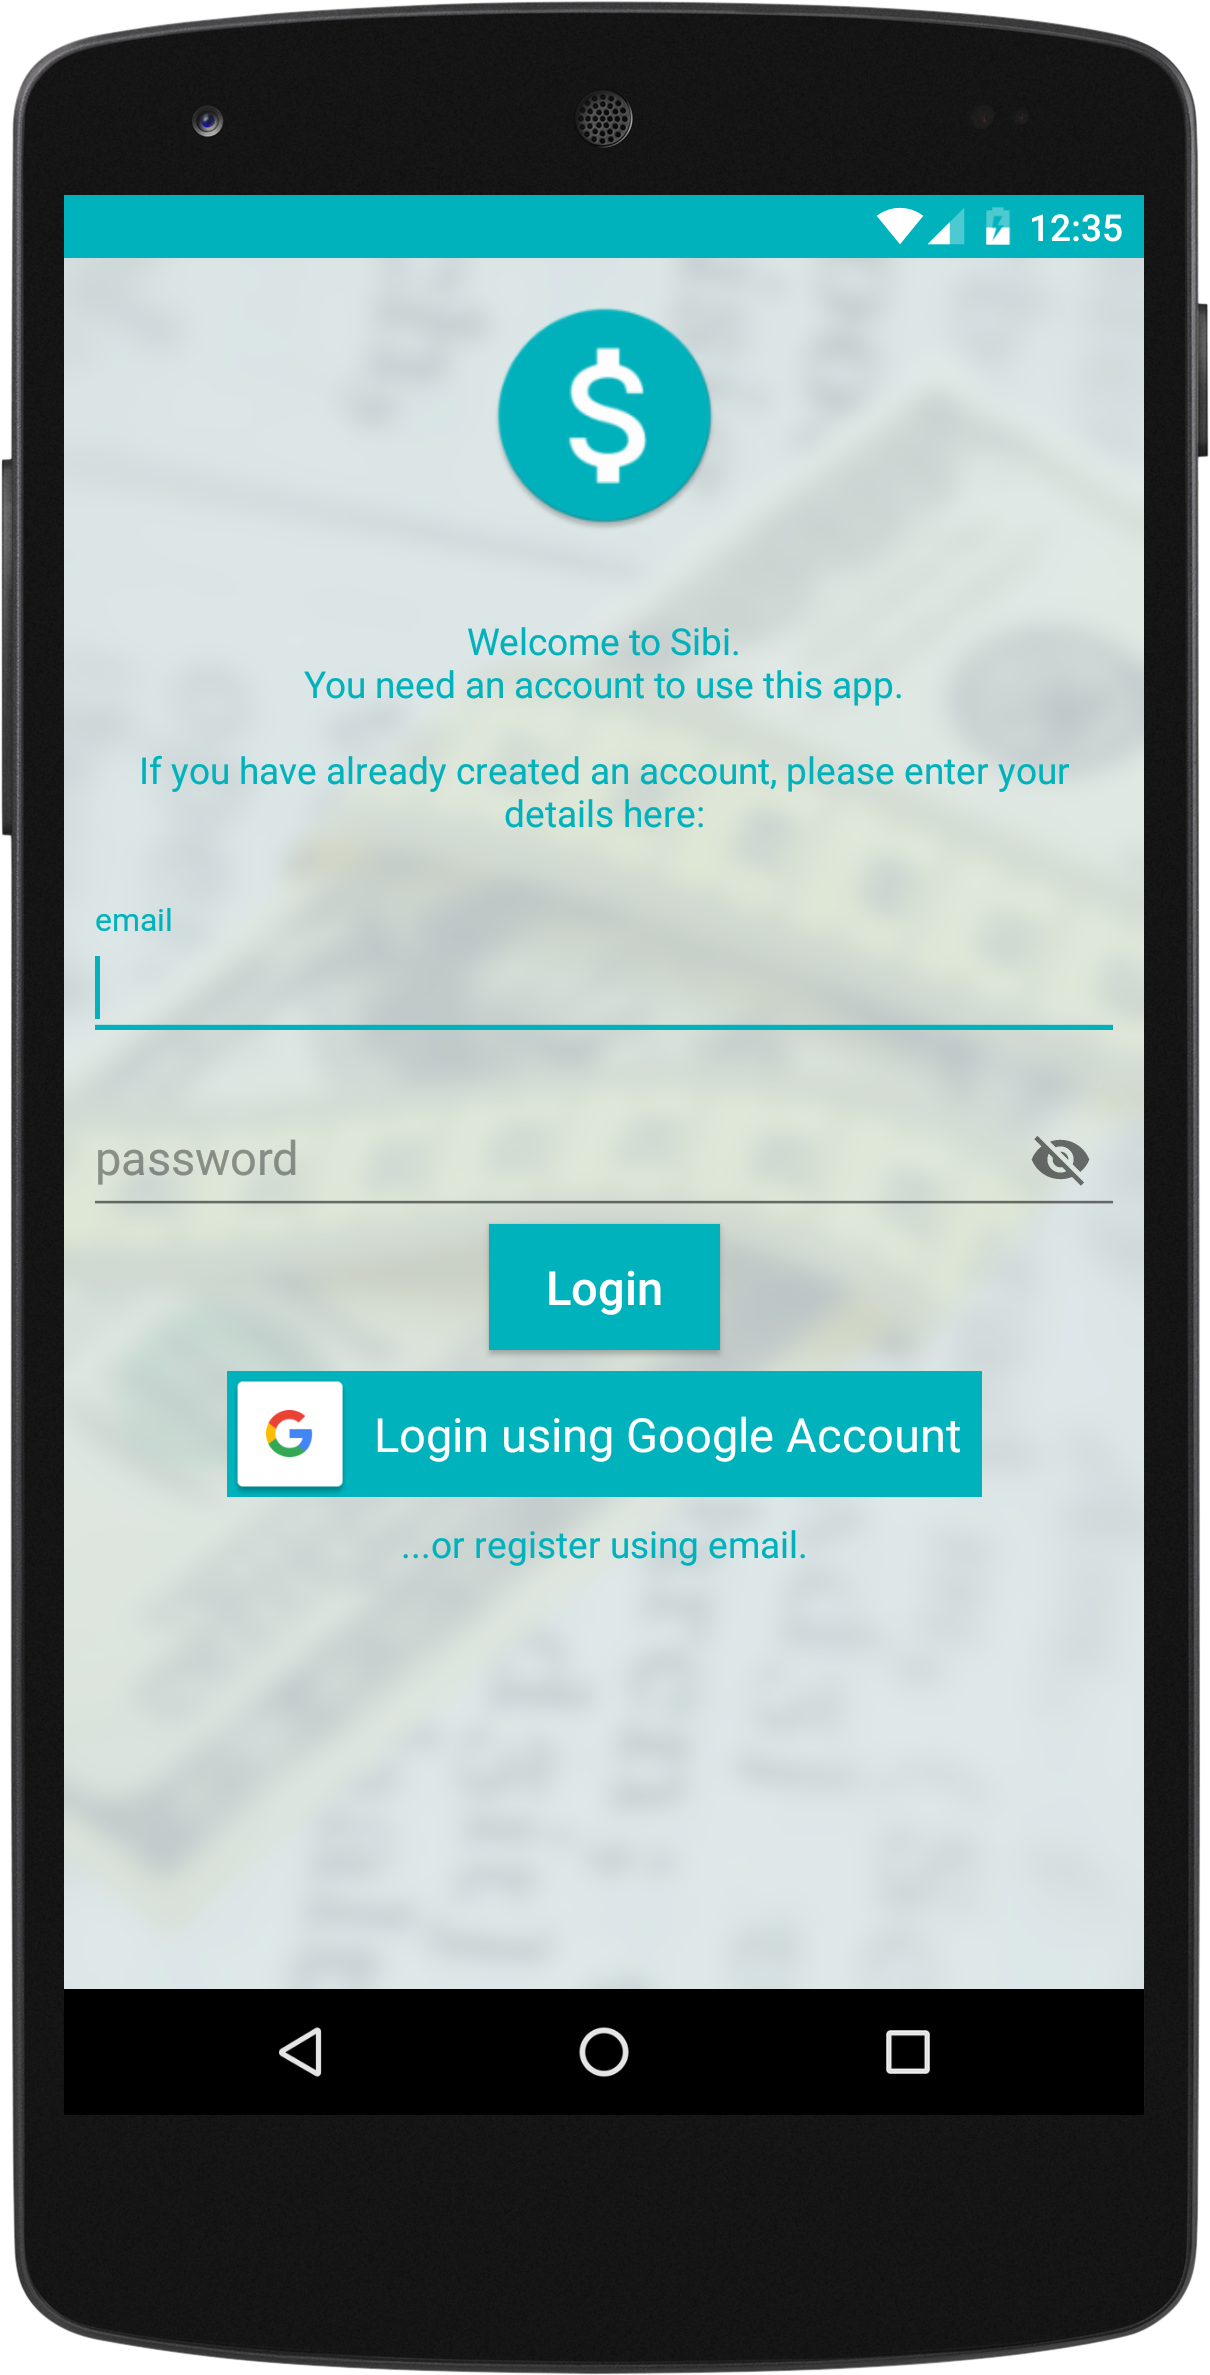 12:35
$
Welcome to Sibi.
You need an account to use this app.
If you have already created an account, please enter your
details here:
email
password
Login
G Login using Google Account
...or register using email.